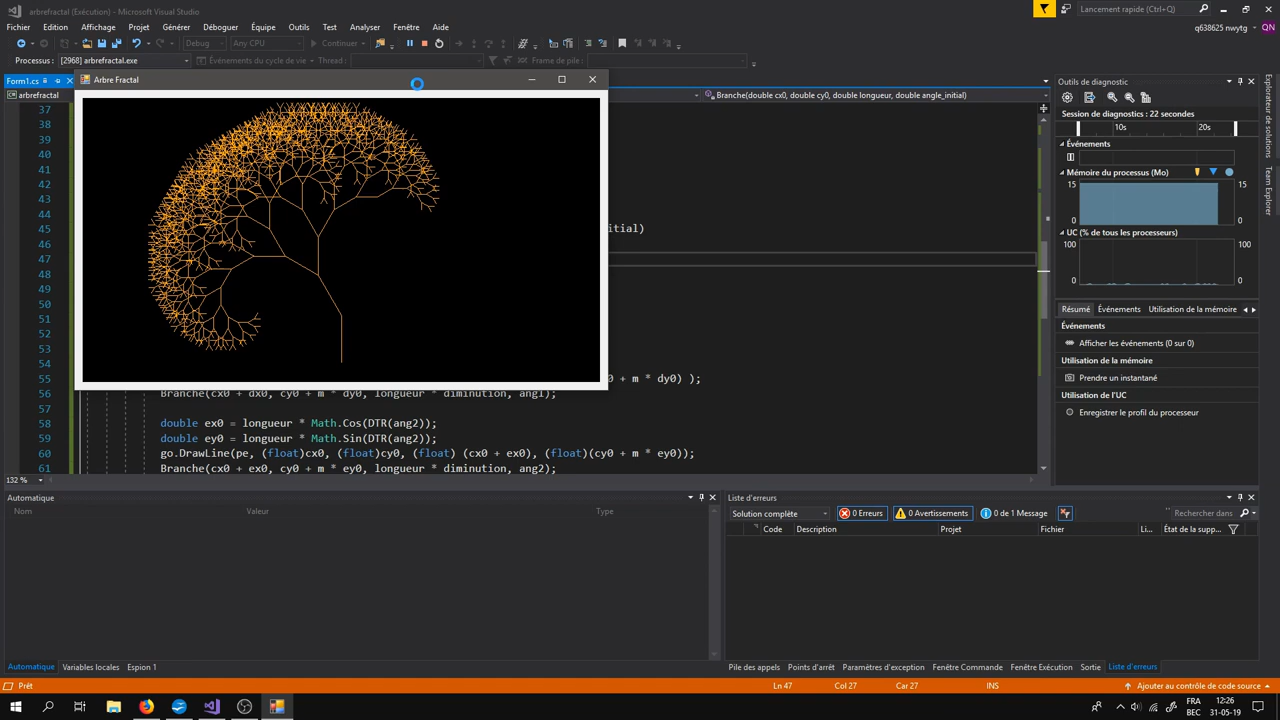 arbrefractal (Exécution) - Microsoft Visual Studio
Lancement rapide (Ctrl+Q)
Fichier Edition Affichage Projet Générer Déboguer Équipe Outils Test Analyser Fenêtre Aide
q638625 nwytg QN
Debug Any CPU Continuer
Processus : [2968] arbrefractal.exe Événements du cycle de vie Thread : Frame de pile :
Form1.cs
Arbre Fractal
Outils de diagnostic
arbrefractal
Branche(double cx0, double cy0, double longueur, double angle_initial)
Session de diagnostics : 22 secondes
10s 20s
Événements
Mémoire du processus (Mo)
15 15
0 0
UC (% de tous les processeurs)
100 100
0 0
Résumé Événements Utilisation de la mémoire
Événements
Afficher les événements (0 sur 0)
Utilisation de la mémoire
Prendre un instantané
Utilisation de l'UC
Enregistrer le profil du processeur
Explorateur de solutions
Team Explorer
37
38
39
40
41
42
43
44
45 itial)
46
47
48
49
50
51
52
53
54
55 0 + m * dy0) );
56 Branche(cx0 + dx0, cy0 + m * dy0, longueur * diminution, ang1);
57
58 double ex0 = longueur * Math.Cos(DTR(ang2));
59 double ey0 = longueur * Math.Sin(DTR(ang2));
60 go.DrawLine(pe, (float)cx0, (float)cy0, (float) (cx0 + ex0), (float)(cy0 + m * ey0));
61 Branche(cx0 + ex0, cy0 + m * ey0, longueur * diminution, ang2);
132 %
Automatique
Nom Valeur Type
Liste d'erreurs
Solution complète 0 Erreurs 0 Avertissements 0 de 1 Message Rechercher dans
Code Description Projet Fichier Li... État de la supp...
Automatique Variables locales Espion 1
Pile des appels Points d'arrêt Paramètres d'exception Fenêtre Commande Fenêtre Exécution Sortie Liste d'erreurs
Prêt Ln 47 Col 27 Car 27 INS Ajouter au contrôle de code source
FRA 12:26
BEC 31-05-19